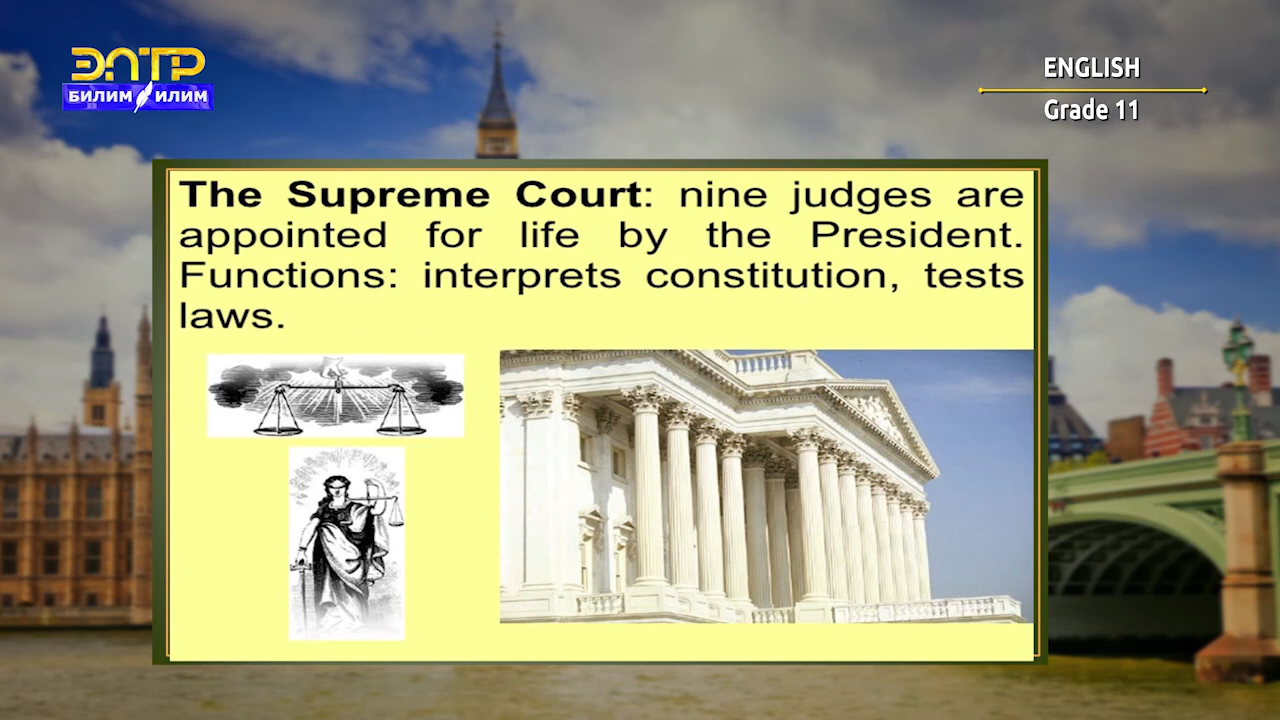 ЭЛТР
БИЛИМ ИЛИМ
ENGLISH
Grade 11
The Supreme Court: nine judges are
appointed for life by the President.
Functions: interprets constitution, tests
laws.